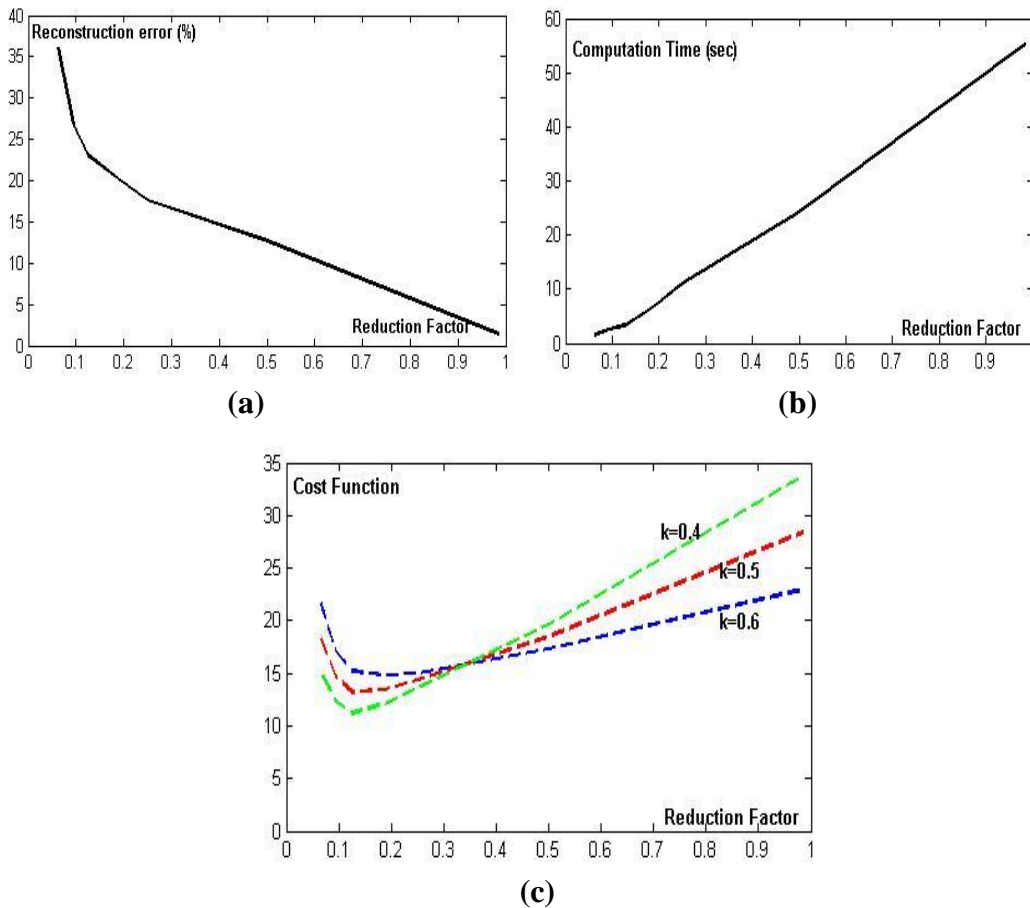 40
Reconstruction error (%)
35
30
25
20
15
10
5
0
Reduction Factor
0 0.1 0.2 0.3 0.4 0.5 0.6 0.7 0.8 0.9 1
(a)
60
Computation Time (sec)
50
40
30
20
10
0
Reduction Factor
0 0.1 0.2 0.3 0.4 0.5 0.6 0.7 0.8 0.9
(b)
35
Cost Function
30
k=0.4
25
k=0.5
20
k=0.6
15
10
5
0
Reduction Factor
0 0.1 0.2 0.3 0.4 0.5 0.6 0.7 0.8 0.9 1
(c)